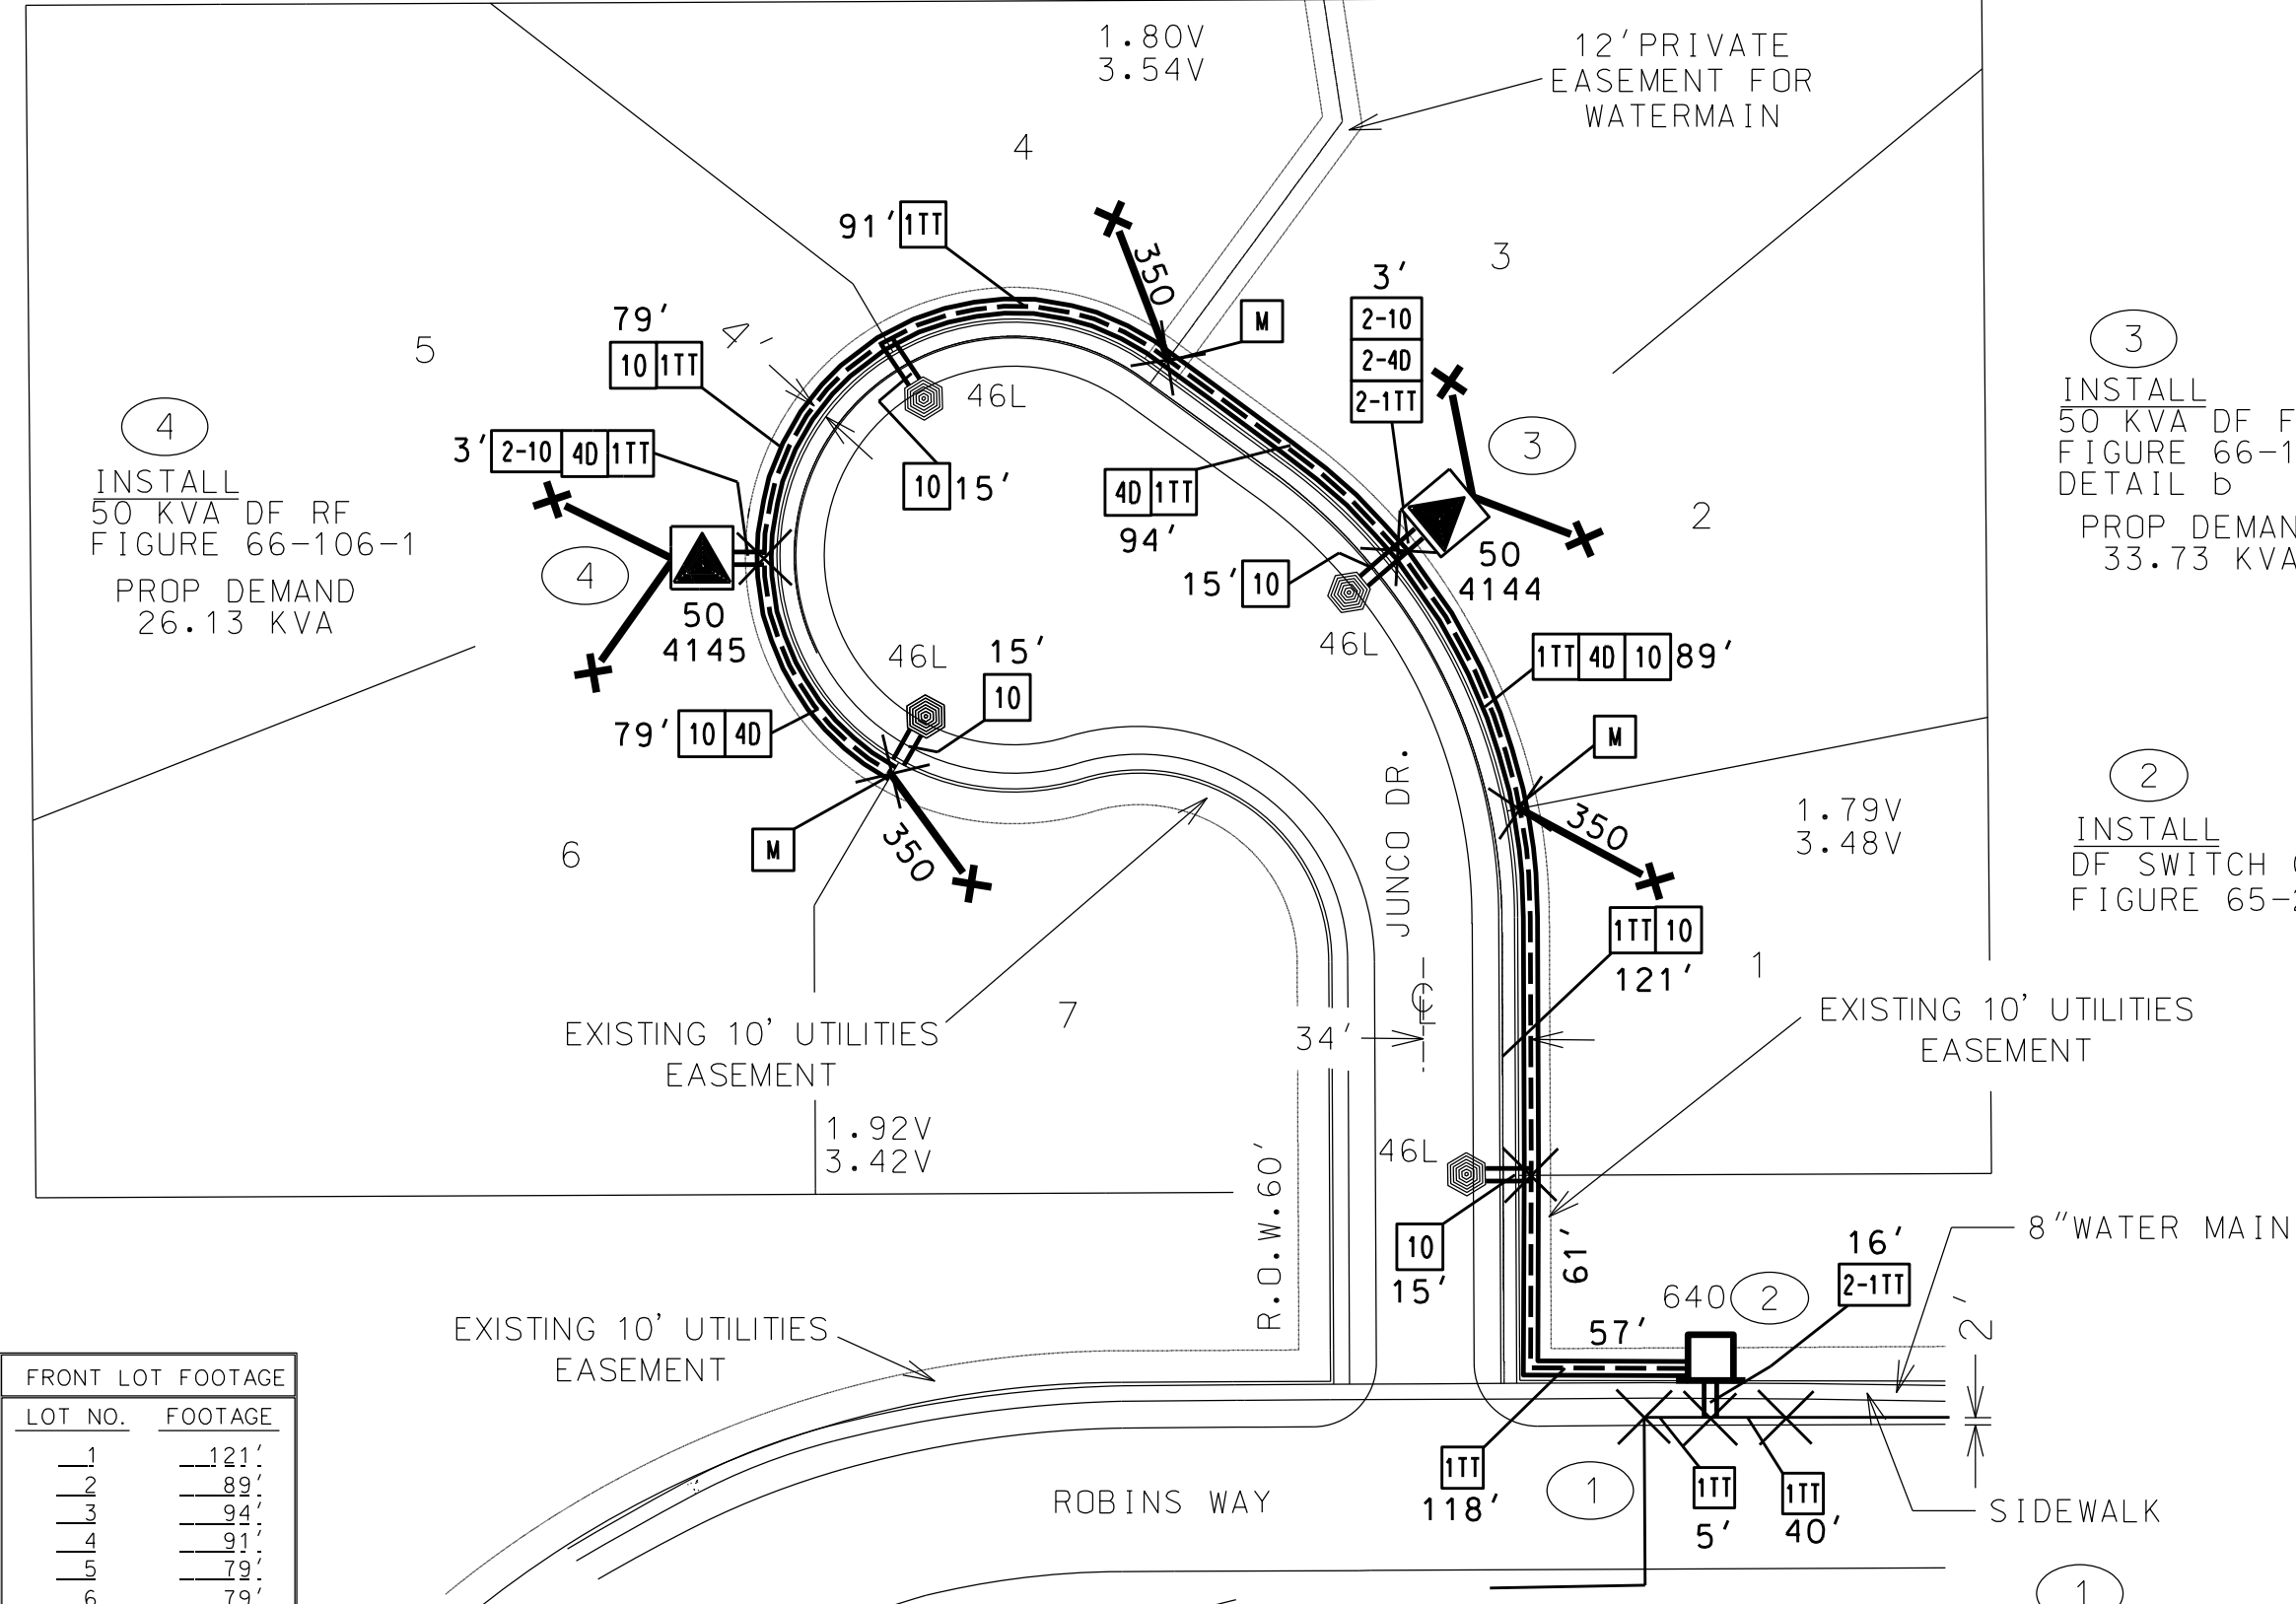 1.80V
3.54V
12'PRIVATE
EASEMENT FOR
WATERMAIN
4
91'
1TT
350
M
3
3'
2-10
2-4D
2-1TT
3
79'
10 1TT
4'
5
46L
3' 2-10 4D 1TT
10 15'
4
INSTALL
50 KVA DF RF
FIGURE 66-106-1
PROP DEMAND
26.13 KVA
4
50
4145
4D 1TT
94'
15' 10
46L
50
4144
2
3
INSTALL
50 KVA DF F
FIGURE 66-1
DETAIL b
PROP DEMAN
33.73 KVA
46L
15'
10
1TT 4D 10 89'
79' 10 4D
M
M
6
350
350
JUNCO DR.
1.79V
3.48V
2
INSTALL
DF SWITCH
FIGURE 65-2
1TT 10
121'
1
EXISTING 10' UTILITIES
EASEMENT
7
34'
℄
EXISTING 10' UTILITIES
EASEMENT
1.92V
3.42V
R.O.W.60'
46L
10
15'
61'
16'
2-1TT
8"WATER MAIN
640
2
57'
2'
EXISTING 10' UTILITIES
EASEMENT
FRONT LOT FOOTAGE
LOT NO. FOOTAGE
1 121'
2 89'
3 94'
4 91'
5 79'
6 79'
ROBINS WAY
1TT
118'
1
1TT
5'
1TT
40'
SIDEWALK
1